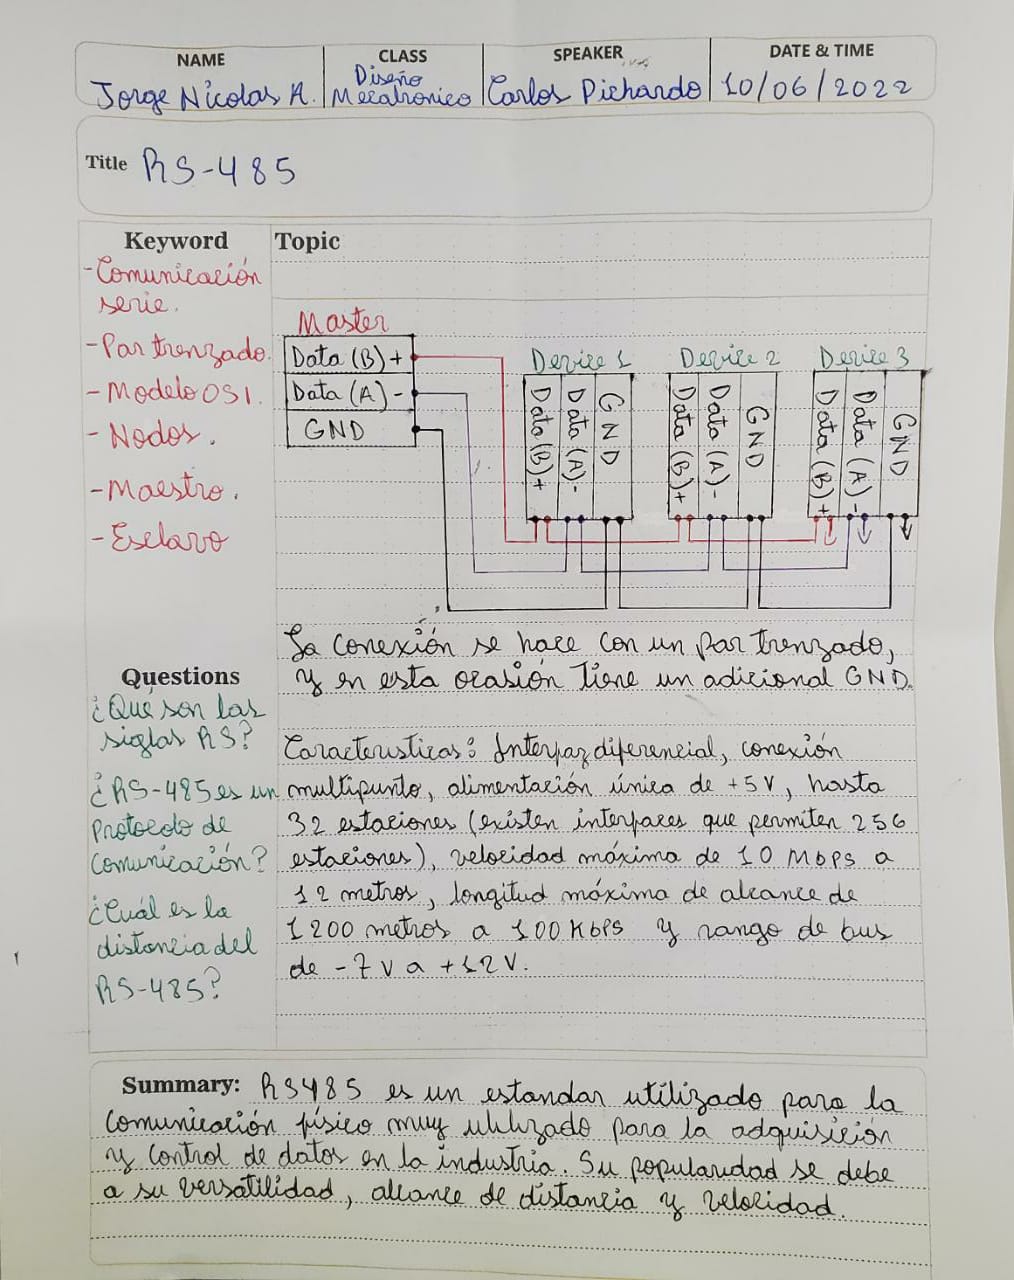 NAME CLASS SPEAKER DATE & TIME
Jorge Nicolas A. Diseño Mecatronico Carlos Pichardo 10/06/2022
Title RS-485
Keyword
-Comunicación
serie.
-Par trenzado.
-Modelo OSI.
-Nodos.
-Maestro.
-Esclavo
Topic
Master
Data (B) +
Data (A) -
GND
Device 1 Device 2 Device 3
Data (B) +
Data (A) -
GND
Data (B) +
Data (A) -
GND
Data (B) +
Data (A) -
GND
La conexión se hace con un par trenzado,
y en esta ocasión tiene un adicional GND.
Questions
¿Que son las
siglas RS?
¿RS-485 es un
protocolo de
comunicación?
¿Cuál es la
distancia del
RS-485?
Caracteristicas: Interfaz diferencial, conexión
multipunto, alimentación única de +5V, hasta
32 estaciones (existen interfaces que permiten 256
estaciones), velocidad máxima de 10 Mbps a
12 metros, longitud máxima de alcance de
1200 metros a 100 Kbps y rango de bus
de -7V a +12V.
Summary: RS485 es un estandar utilizado para la
comunicación físico muy utilizado para la adquisición
y control de datos en la industria. Su popularidad se debe
a su versatilidad, alcance de distancia y velocidad.